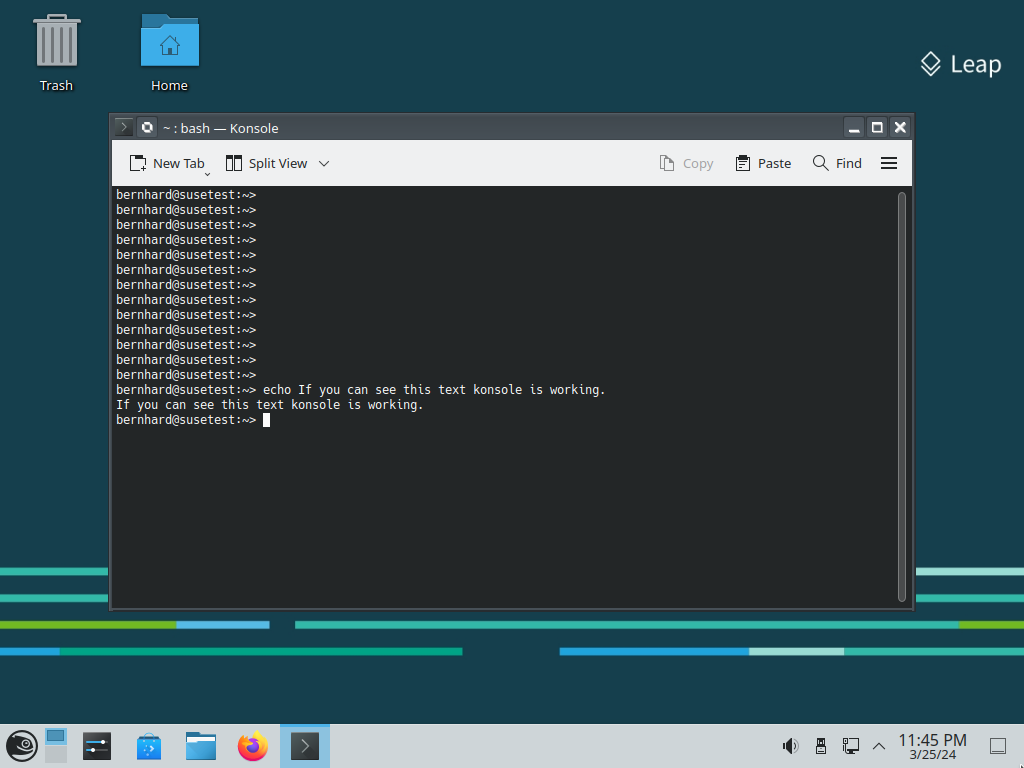 Trash
Home
Leap
~ : bash — Konsole
New Tab
Split View
Copy
Paste
Find
bernhard@susetest:~>
bernhard@susetest:~>
bernhard@susetest:~>
bernhard@susetest:~>
bernhard@susetest:~>
bernhard@susetest:~>
bernhard@susetest:~>
bernhard@susetest:~>
bernhard@susetest:~>
bernhard@susetest:~>
bernhard@susetest:~>
bernhard@susetest:~>
bernhard@susetest:~>
bernhard@susetest:~> echo If you can see this text konsole is working.
If you can see this text konsole is working.
bernhard@susetest:~>
11:45 PM
3/25/24